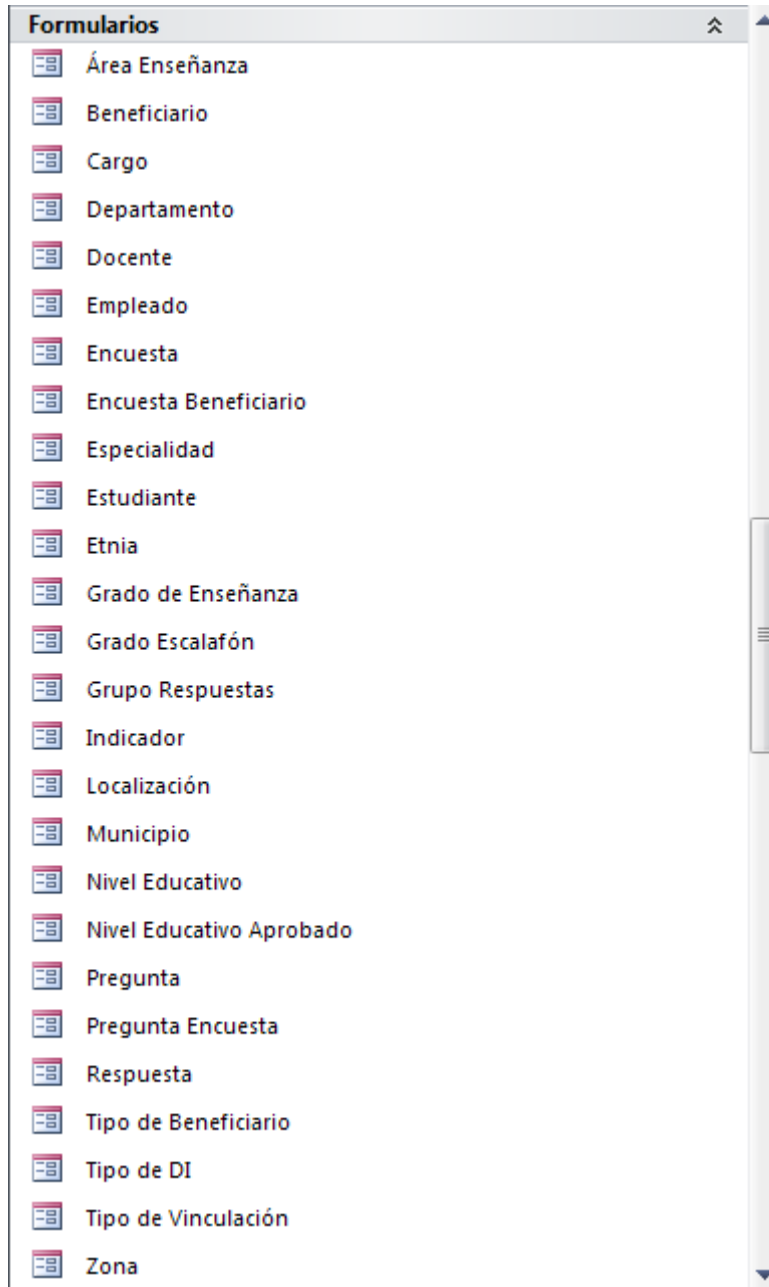 Formularios
Área Enseñanza
Beneficiario
Cargo
Departamento
Docente
Empleado
Encuesta
Encuesta Beneficiario
Especialidad
Estudiante
Etnia
Grado de Enseñanza
Grado Escalafón
Grupo Respuestas
Indicador
Localización
Municipio
Nivel Educativo
Nivel Educativo Aprobado
Pregunta
Pregunta Encuesta
Respuesta
Tipo de Beneficiario
Tipo de DI
Tipo de Vinculación
Zona